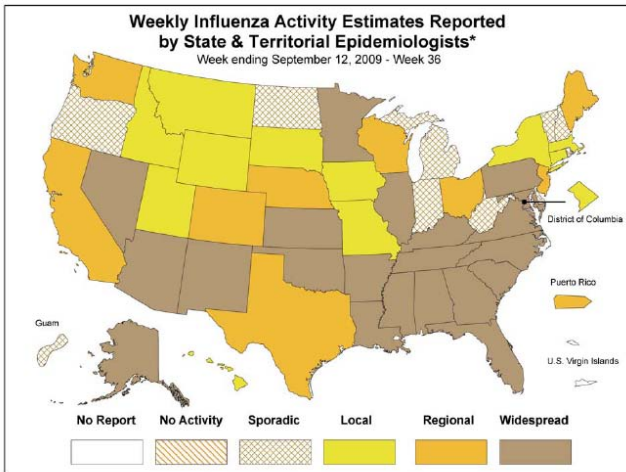 Weekly Influenza Activity Estimates Reported
by State & Territorial Epidemiologists*
Week ending September 12, 2009 - Week 36
District of Columbia
Puerto Rico
Guam
U.S. Virgin Islands
No Report No Activity Sporadic Local Regional Widespread